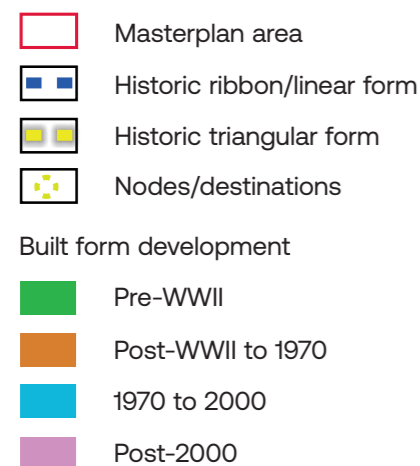 Masterplan area
Historic ribbon/linear form
Historic triangular form
Nodes/destinations
Built form development
Pre-WWII
Post-WWII to 1970
1970 to 2000
Post-2000